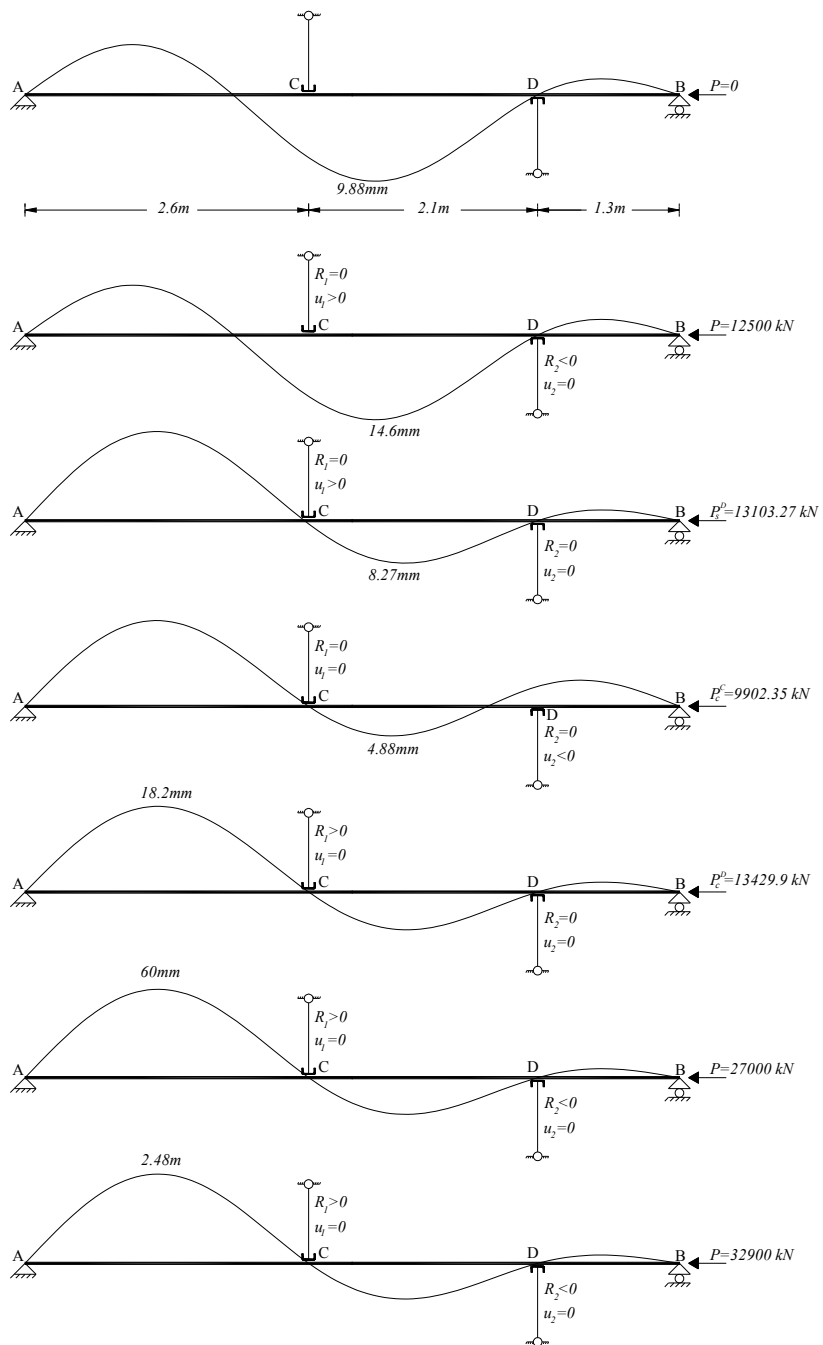 A C D B P=0
9.88mm
2.6m 2.1m 1.3m
R₁=0
u₁>0
A C D B P=12500 kN
R₂<0
u₂=0
14.6mm
R₁=0
u₁>0
A C D B Pₛᴰ=13103.27 kN
R₂=0
u₂=0
8.27mm
R₁=0
u₁=0
A C D B P_c^C=9902.35 kN
R₂=0
u₂<0
4.88mm
18.2mm
R₁>0
u₁=0
A C D B P_c^D=13429.9 kN
R₂=0
u₂=0
60mm
R₁>0
u₁=0
A C D B P=27000 kN
R₂<0
u₂=0
2.48m
R₁>0
u₁=0
A C D B P=32900 kN
R₂<0
u₂=0